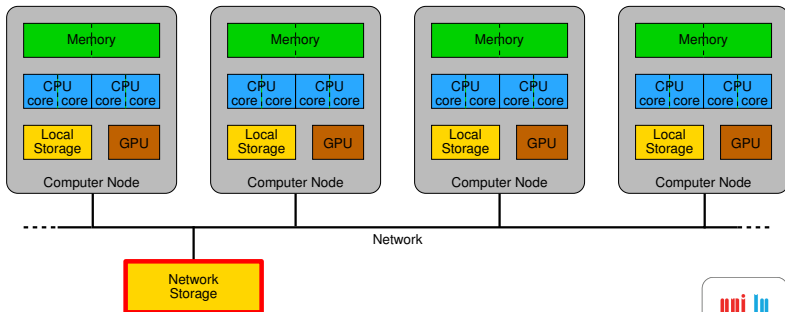 Memory Memory Memory Memory
CPU CPU CPU CPU CPU CPU CPU CPU
core core core core core core core core core core core core core core core core
Local Local Local Local
Storage GPU Storage GPU Storage GPU Storage GPU
Computer Node Computer Node Computer Node Computer Node
Network
Network
Storage
uni lu